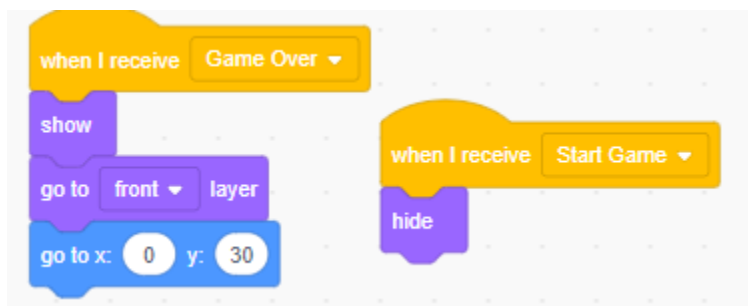 when I receive Game Over
show
go to front layer
go to x: 0 y: 30
when I receive Start Game
hide